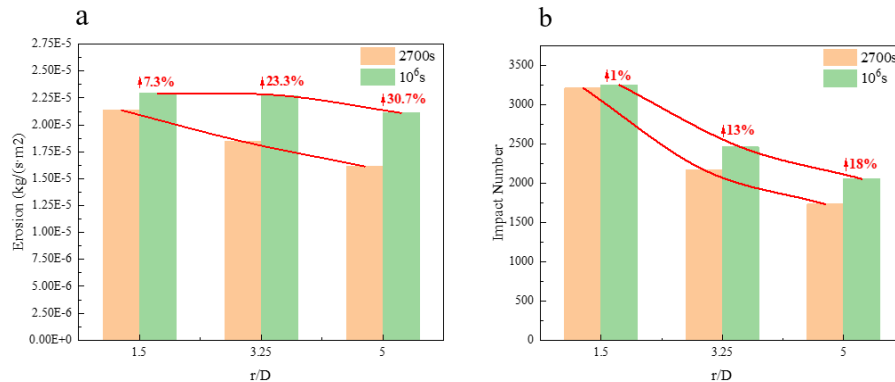 a
2.75E-5
2.50E-5
2.25E-5
2.00E-5
1.75E-5
1.50E-5
1.25E-5
1.00E-5
7.50E-6
5.00E-6
2.50E-6
0.00E+0
Erosion (kg/(s·m2)
2700s
10⁶s
7.3%
23.3%
30.7%
1.5
3.25
5
r/D
b
3500
3000
2500
2000
1500
1000
500
0
Impact Number
2700s
10⁶s
1%
13%
18%
1.5
3.25
5
r/D